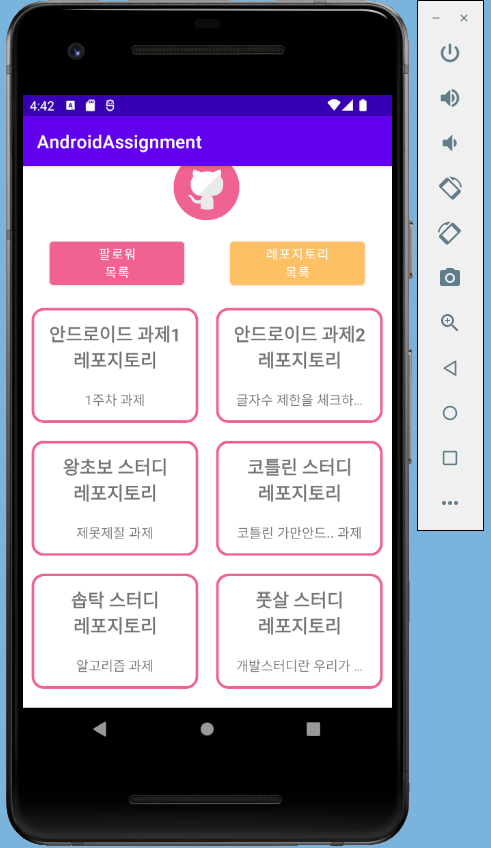 4:42
AndroidAssignment
팔로워
목록
레포지토리
목록
안드로이드 과제1
레포지토리
1주차 과제
안드로이드 과제2
레포지토리
글자수 제한을 체크하...
왕초보 스터디
레포지토리
제못제잘 과제
코틀린 스터디
레포지토리
코틀린 가만안드.. 과제
솝탁 스터디
레포지토리
알고리즘 과제
풋살 스터디
레포지토리
개발스터디란 우리가 ...